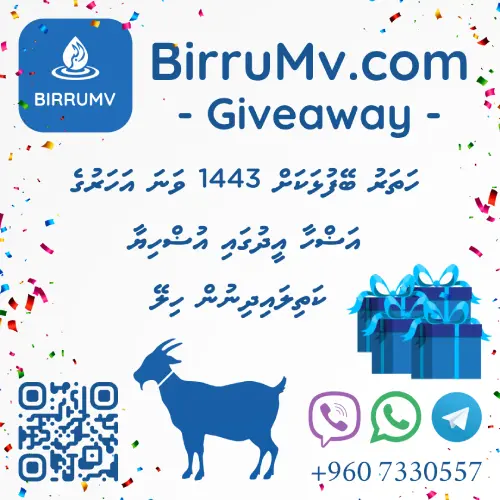 BIRRUMV
BirruMv.com
- Giveaway -
ހަތަރު ބޭފުޅަކަށް 1443 ވަނަ އަހަރުގެ
އަޟްހާ ޢީދުގައި އުޟްހިޔާ
ކަތިލައިދިނުން ހިލޭ
+960 7330557